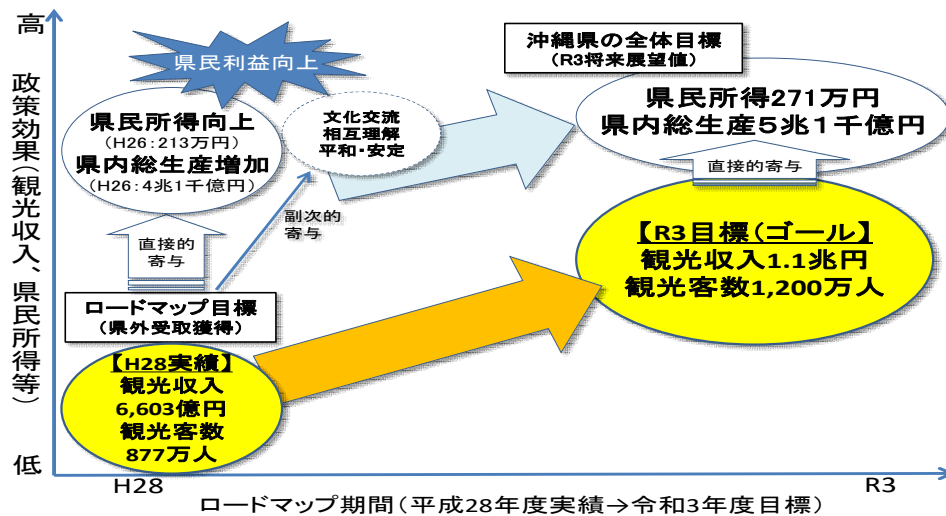 高
政策効果(観光収入、県民所得等)
低
県民利益向上
県民所得向上
(H26:213万円)
県内総生産増加
(H26:4兆1千億円)
文化交流
相互理解
平和・安定
直接的
寄与
副次的
寄与
ロードマップ目標
(県外受取獲得)
【H28実績】
観光収入
6,603億円
観光客数
877万人
沖縄県の全体目標
(R3将来展望値)
県民所得271万円
県内総生産5兆1千億円
直接的寄与
【R3目標(ゴール】
観光収入1.1兆円
観光客数1,200万人
H28
R3
ロードマップ期間(平成28年度実績→令和3年度目標)